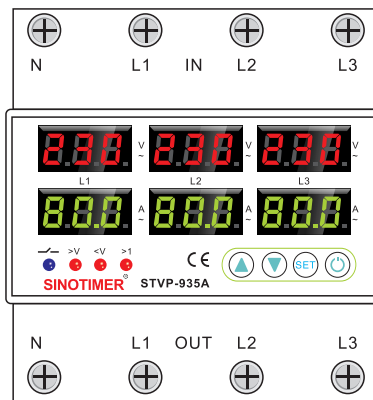 N L1 IN L2 L3
230 V~ 230 V~ 230 V~
L1 L2 L3
80.0 A~ 80.0 A~ 80.0 A~
>V <V >1 CE SET
SINOTIMER® STVP-935A
N L1 OUT L2 L3